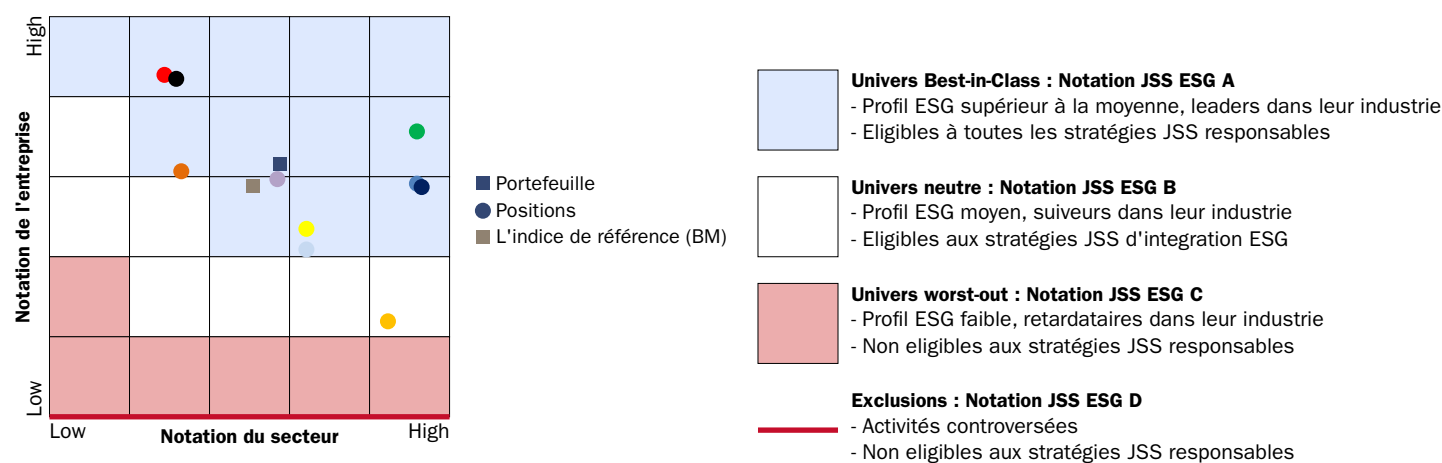 High
Notation de l'entreprise
Low
Low
Notation du secteur
High
Portefeuille
Positions
L'indice de référence (BM)
Univers Best-in-Class : Notation JSS ESG A
- Profil ESG supérieur à la moyenne, leaders dans leur industrie
- Eligibles à toutes les stratégies JSS responsables
Univers neutre : Notation JSS ESG B
- Profil ESG moyen, suiveurs dans leur industrie
- Eligibles aux stratégies JSS d'integration ESG
Univers worst-out : Notation JSS ESG C
- Profil ESG faible, retardataires dans leur industrie
- Non eligibles aux stratégies JSS responsables
Exclusions : Notation JSS ESG D
- Activités controversées
- Non eligibles aux stratégies JSS responsables